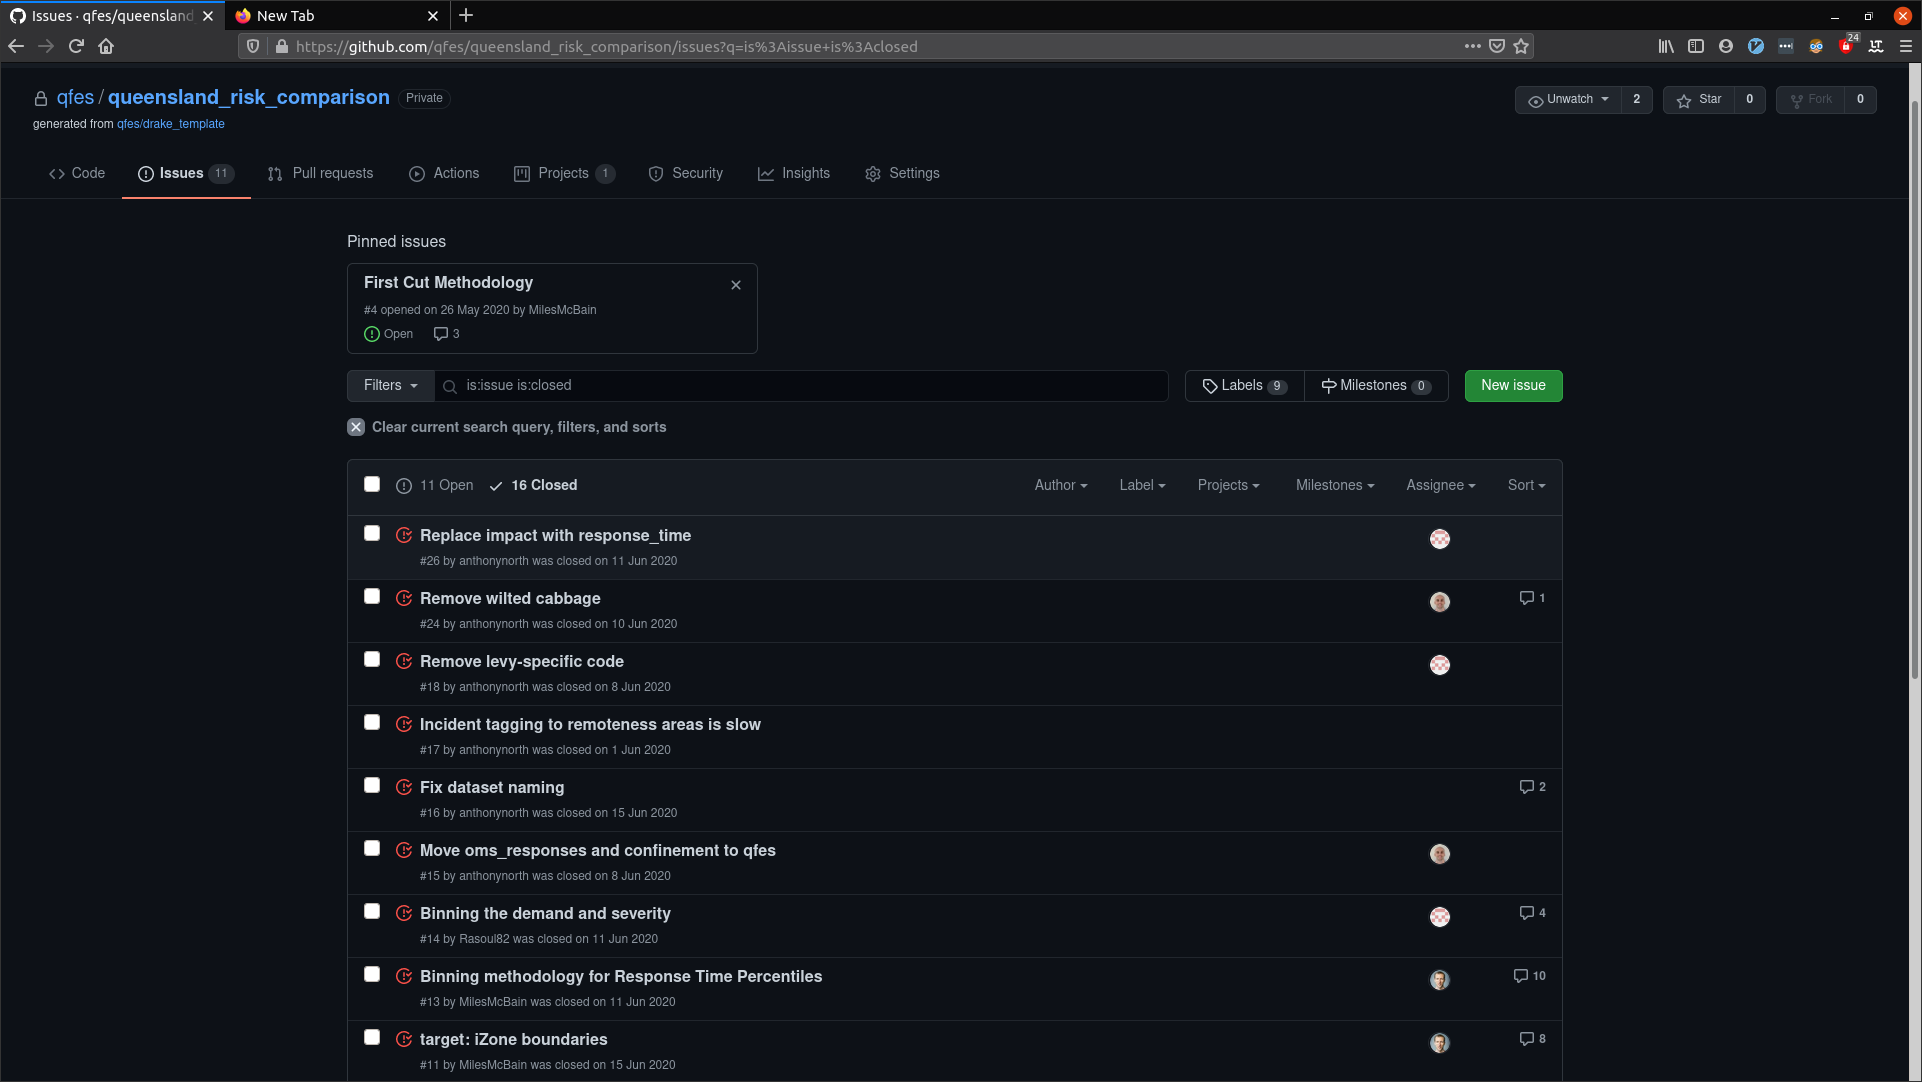 Issues · qfes/queensland
New Tab
https://github.com/qfes/queensland_risk_comparison/issues?q=is%3Aissue+is%3Aclosed
24
qfes / queensland_risk_comparison Private
Unwatch 2
Star 0
Fork 0
generated from qfes/drake_template
Code
Issues 11
Pull requests
Actions
Projects 1
Security
Insights
Settings
Pinned issues
First Cut Methodology
#4 opened on 26 May 2020 by MilesMcBain
Open 3
Filters
is:issue is:closed
Labels 9
Milestones 0
New issue
Clear current search query, filters, and sorts
11 Open 16 Closed
Author
Label
Projects
Milestones
Assignee
Sort
Replace impact with response_time
#26 by anthonynorth was closed on 11 Jun 2020
Remove wilted cabbage
1
#24 by anthonynorth was closed on 10 Jun 2020
Remove levy-specific code
#18 by anthonynorth was closed on 8 Jun 2020
Incident tagging to remoteness areas is slow
#17 by anthonynorth was closed on 1 Jun 2020
Fix dataset naming
2
#16 by anthonynorth was closed on 15 Jun 2020
Move oms_responses and confinement to qfes
#15 by anthonynorth was closed on 8 Jun 2020
Binning the demand and severity
4
#14 by Rasoul82 was closed on 11 Jun 2020
Binning methodology for Response Time Percentiles
10
#13 by MilesMcBain was closed on 11 Jun 2020
target: iZone boundaries
8
#11 by MilesMcBain was closed on 15 Jun 2020